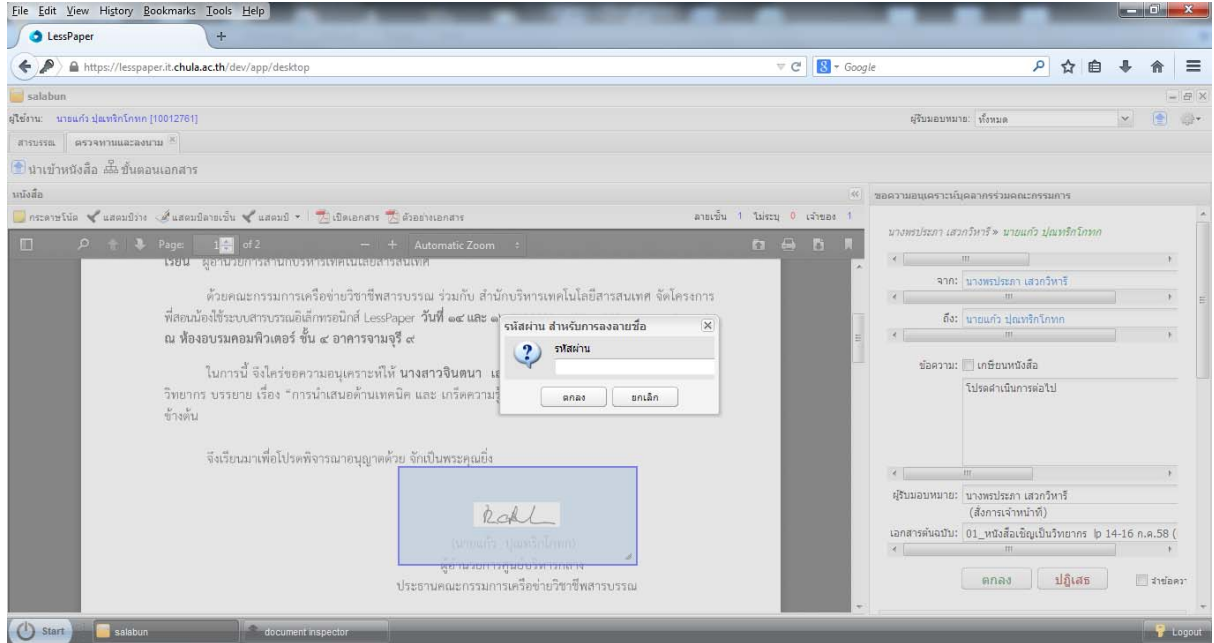 File Edit View History Bookmarks Tools Help
LessPaper
https://lesspaper.it.chula.ac.th/dev/app/desktop
Google
salabun
ผู้ใช้งาน: นายแก้ว ปุณฑริกโกทก [10012761]
ผู้รับมอบหมาย: ทั้งหมด
สารบรรณ ตรวจทานและลงนาม
นำเข้าหนังสือ ขั้นตอนเอกสาร
หนังสือ
ขอความอนุเคราะห์บุคลากรร่วมคณะกรรมการ
กระดาษโน้ต แสตมป์ว่าง แสตมป์ลายเซ็น แสตมป์ เปิดเอกสาร ตัวอย่างเอกสาร
ลายเซ็น 1 ไม่ระบุ 0 เจ้าของ 1
Page: 1 of 2 Automatic Zoom
เรียน ผู้อำนวยการสำนักบริหารเทคโนโลยีสารสนเทศ
ด้วยคณะกรรมการเครือข่ายวิชาชีพสารบรรณ ร่วมกับ สำนักบริหารเทคโนโลยีสารสนเทศ จัดโครงการ
พี่สอนน้องใช้ระบบสารบรรณอิเล็กทรอนิกส์ LessPaper วันที่ ๑๔ และ
ณ ห้องอบรมคอมพิวเตอร์ ชั้น ๔ อาคารจามจุรี ๙
ในการนี้ จึงใคร่ขอความอนุเคราะห์ให้ นางสาวจินตนา
วิทยากร บรรยาย เรื่อง "การนำเสนอด้านเทคนิค และ เกร็ดความรู้
ข้างต้น
จึงเรียนมาเพื่อโปรดพิจารณาอนุญาตด้วย จักเป็นพระคุณยิ่ง
(นายแก้ว ปุณฑริกโกทก)
ผู้อำนวยการศูนย์บริหารกลาง
ประธานคณะกรรมการเครือข่ายวิชาชีพสารบรรณ
รหัสผ่าน สำหรับการลงลายชื่อ
รหัสผ่าน
ตกลง ยกเลิก
นางพรประภา เสวกวิหารี » นายแก้ว ปุณฑริกโกทก
จาก: นางพรประภา เสวกวิหารี
ถึง: นายแก้ว ปุณฑริกโกทก
ข้อความ: เกษียนหนังสือ
โปรดดำเนินการต่อไป
ผู้รับมอบหมาย: นางพรประภา เสวกวิหารี
(สั่งการเจ้าหน้าที่)
เอกสารต้นฉบับ: 01_หนังสือเชิญเป็นวิทยากร lp 14-16 ก.ค.58 (
ตกลง ปฏิเสธ จำข้อควา
Start salabun document inspector Logout